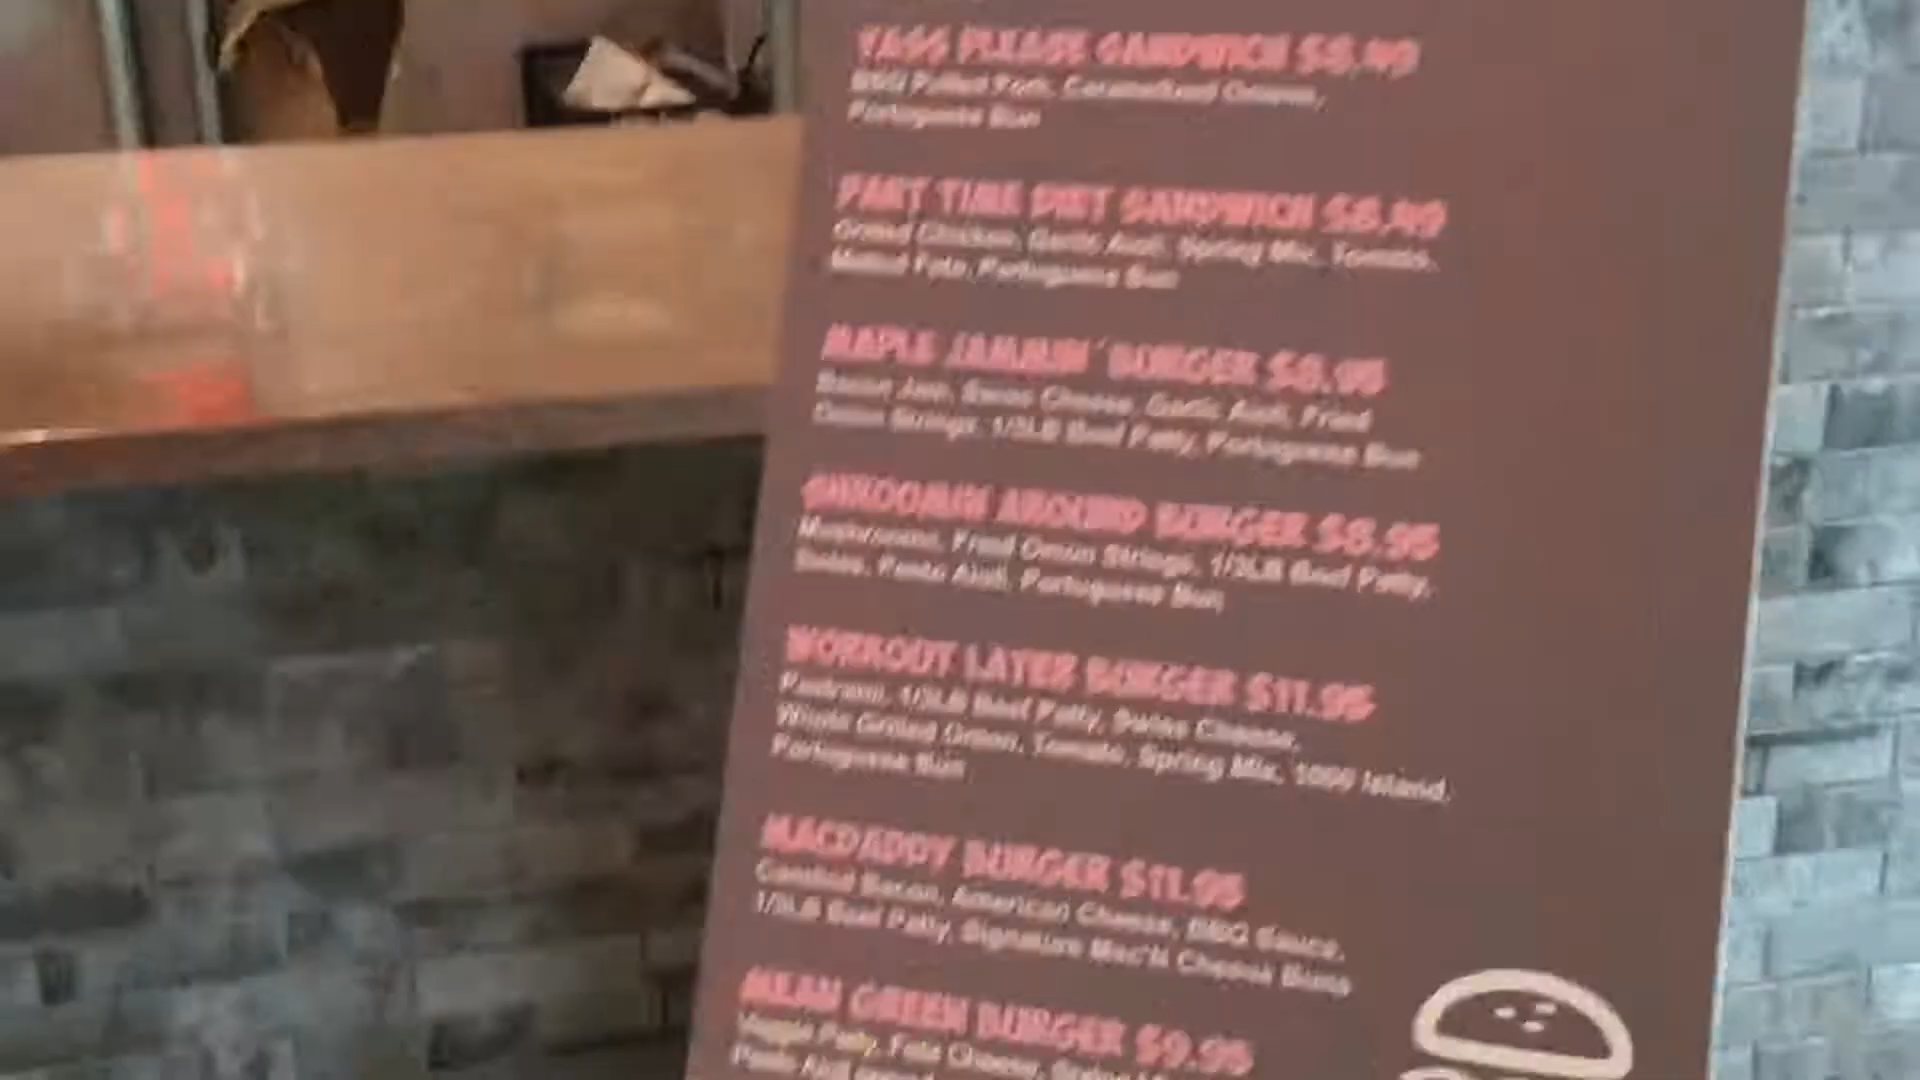 YASS PLEASE SANDWICH $8.49
BBQ Pulled Pork, Caramelized Onions,
Portuguese Bun
PART TIME DIET SANDWICH $8.49
Grilled Chicken, Garlic Aioli, Spring Mix, Tomato,
Melted Feta, Portuguese Bun
MAPLE JAMMIN' BURGER $8.95
Bacon Jam, Swiss Cheese, Garlic Aioli, Fried
Onion Strings, 1/3LB Beef Patty, Portuguese Bun
SHROOMIN AROUND BURGER $8.95
Mushrooms, Fried Onion Strings, 1/3LB Beef Patty,
Swiss, Pesto Aioli, Portuguese Bun
WORKOUT LATER BURGER $11.95
Pastrami, 1/3LB Beef Patty, Swiss Cheese,
Whole Grilled Onion, Tomato, Spring Mix, 1000 Island,
Portuguese Bun
MACDADDY BURGER $11.95
Candied Bacon, American Cheese, BBQ Sauce,
1/3LB Beef Patty, Signature Mac'N Cheese Buns
MEAN GREEN BURGER $9.95
Veggie Patty, Feta Cheese, Spring
Pesto Aioli